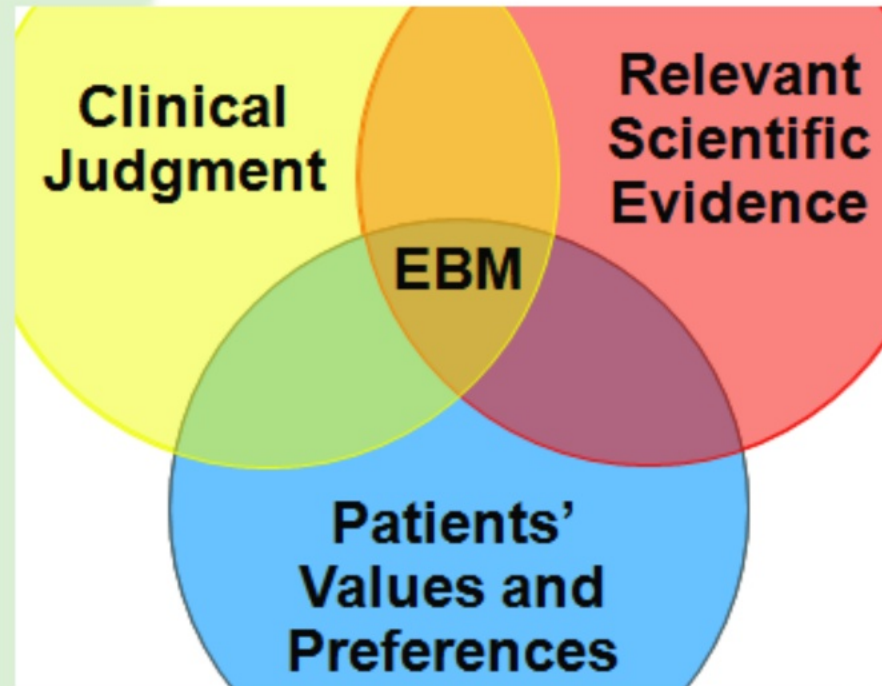 Clinical
Judgment
Relevant
Scientific
Evidence
EBM
Patients’
Values and
Preferences